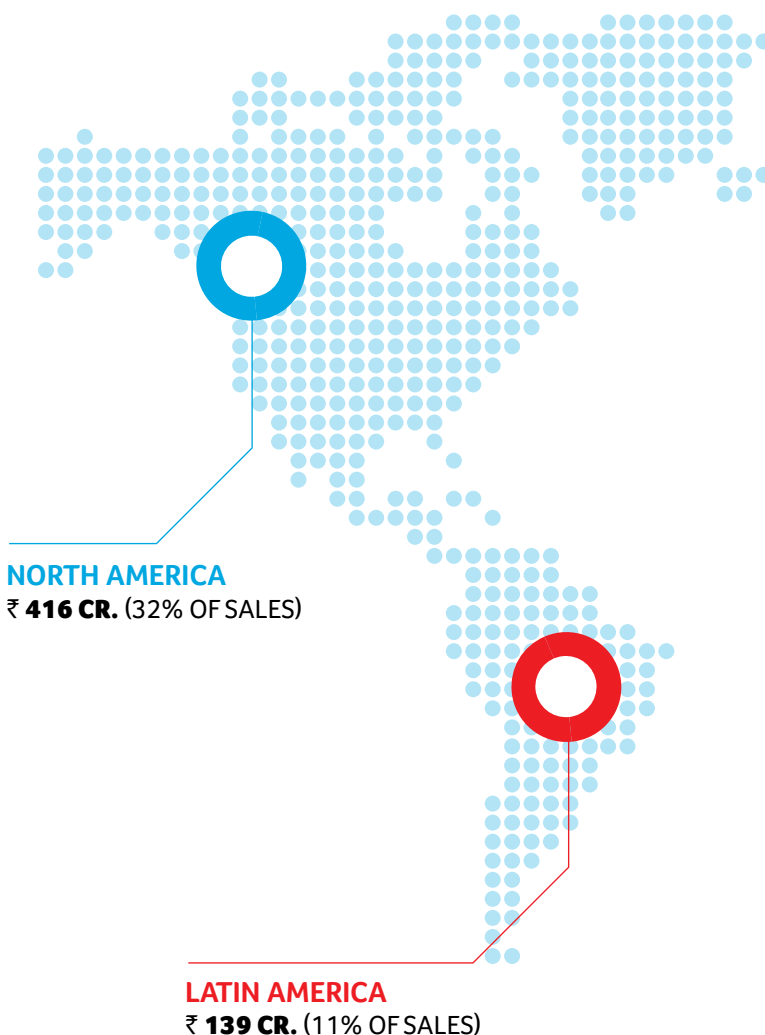 NORTH AMERICA
₹ 416 CR. (32% OF SALES)
LATIN AMERICA
₹ 139 CR. (11% OF SALES)